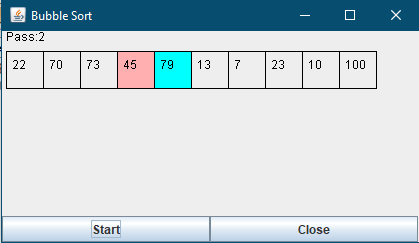 Bubble Sort
Pass:2
22 70 73 45 79 13 7 23 10 100
Start Close